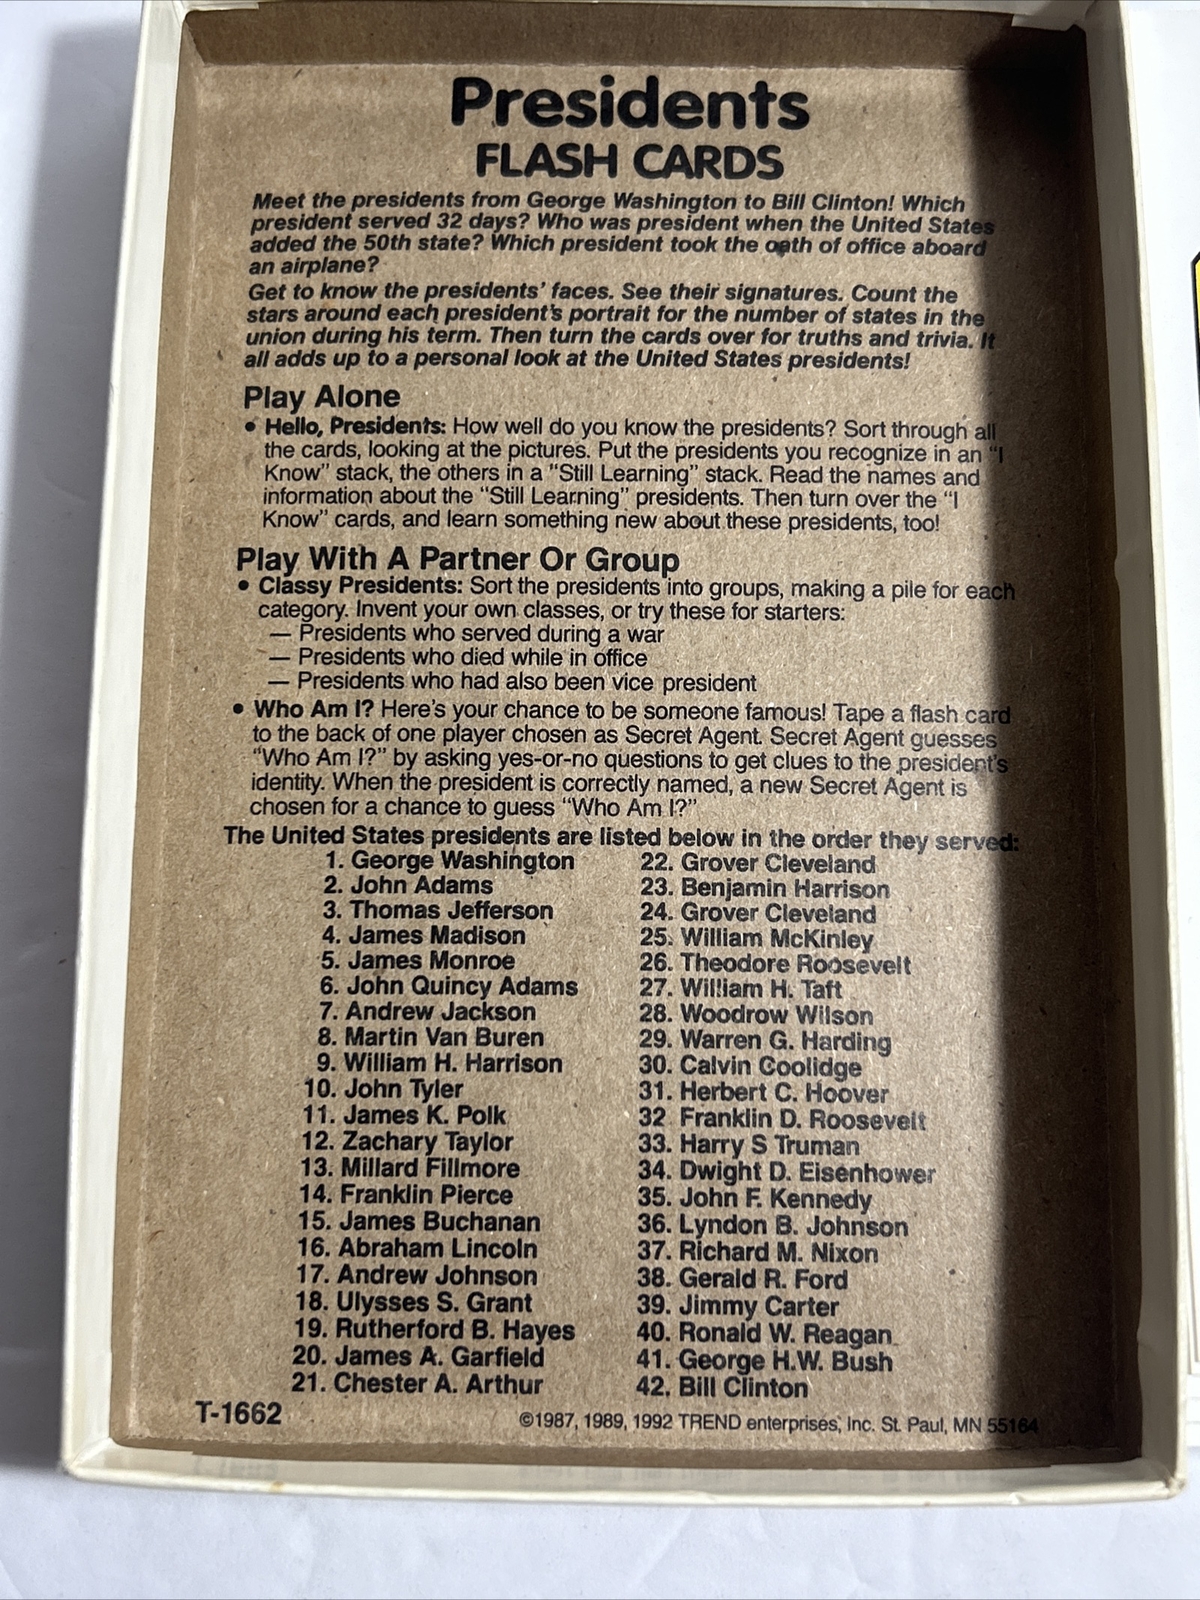 Presidents
FLASH CARDS
Meet the presidents from George Washington to Bill Clinton! Which
president served 32 days? Who was president when the United States
added the 50th state? Which president took the oath of office aboard
an airplane?
Get to know the presidents' faces. See their signatures. Count the
stars around each president's portrait for the number of states in the
union during his term. Then turn the cards over for truths and trivia. It
all adds up to a personal look at the United States presidents!
Play Alone
• Hello, Presidents: How well do you know the presidents? Sort through all
the cards, looking at the pictures. Put the presidents you recognize in an "I
Know" stack, the others in a "Still Learning" stack. Read the names and
information about the "Still Learning" presidents. Then turn over the "I
Know" cards, and learn something new about these presidents, too!
Play With A Partner Or Group
• Classy Presidents: Sort the presidents into groups, making a pile for each
category. Invent your own classes, or try these for starters:
— Presidents who served during a war
— Presidents who died while in office
— Presidents who had also been vice president
• Who Am I? Here's your chance to be someone famous! Tape a flash card
to the back of one player chosen as Secret Agent. Secret Agent guesses
"Who Am I?" by asking yes-or-no questions to get clues to the president's
identity. When the president is correctly named, a new Secret Agent is
chosen for a chance to guess "Who Am I?"
The United States presidents are listed below in the order they served:
1. George Washington
2. John Adams
3. Thomas Jefferson
4. James Madison
5. James Monroe
6. John Quincy Adams
7. Andrew Jackson
8. Martin Van Buren
9. William H. Harrison
10. John Tyler
11. James K. Polk
12. Zachary Taylor
13. Millard Fillmore
14. Franklin Pierce
15. James Buchanan
16. Abraham Lincoln
17. Andrew Johnson
18. Ulysses S. Grant
19. Rutherford B. Hayes
20. James A. Garfield
21. Chester A. Arthur
22. Grover Cleveland
23. Benjamin Harrison
24. Grover Cleveland
25. William McKinley
26. Theodore Roosevelt
27. William H. Taft
28. Woodrow Wilson
29. Warren G. Harding
30. Calvin Coolidge
31. Herbert C. Hoover
32 Franklin D. Roosevelt
33. Harry S Truman
34. Dwight D. Eisenhower
35. John F. Kennedy
36. Lyndon B. Johnson
37. Richard M. Nixon
38. Gerald R. Ford
39. Jimmy Carter
40. Ronald W. Reagan
41. George H.W. Bush
42. Bill Clinton
T-1662
©1987, 1989, 1992 TREND enterprises, Inc. St. Paul, MN 55164